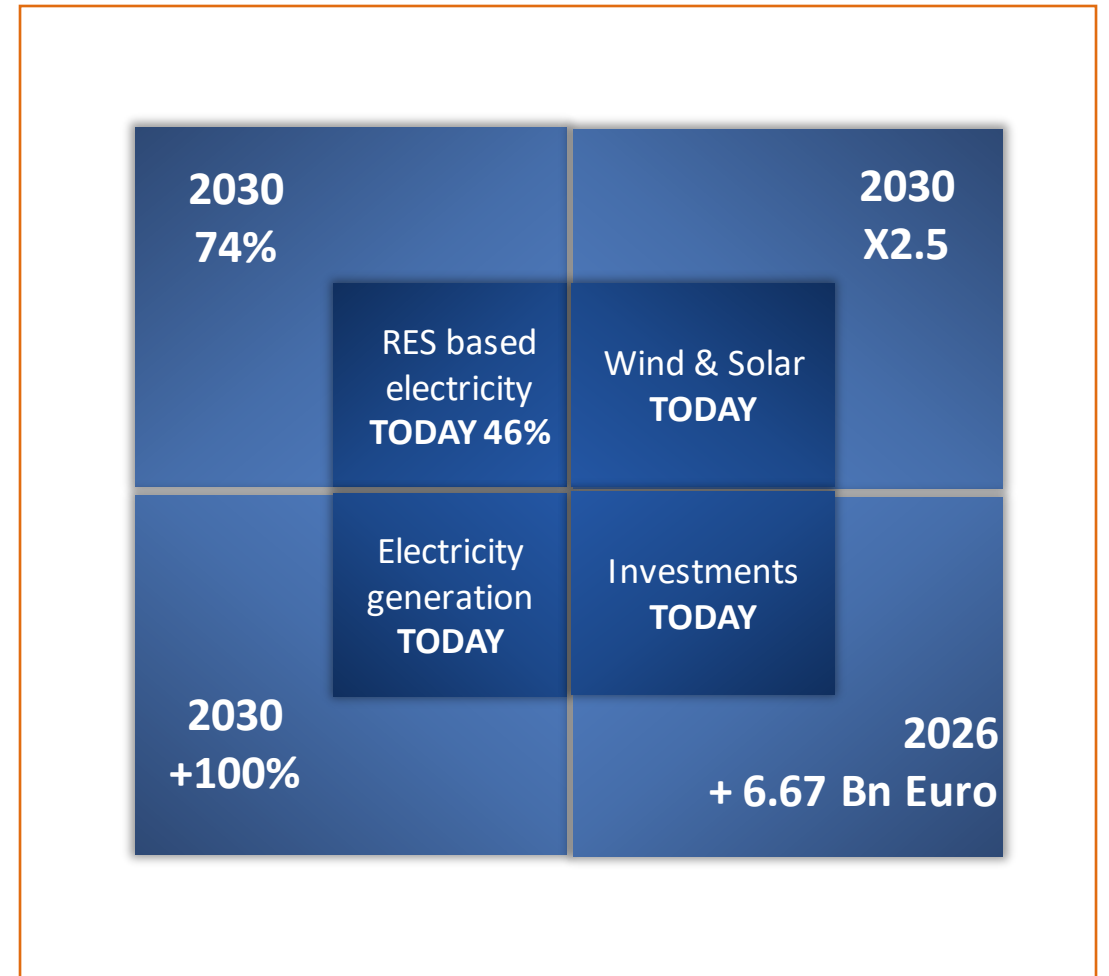 2030
74%
2030
X2.5
RES based
electricity
TODAY 46%
Wind & Solar
TODAY
Electricity
generation
TODAY
Investments
TODAY
2030
+100%
2026
+ 6.67 Bn Euro